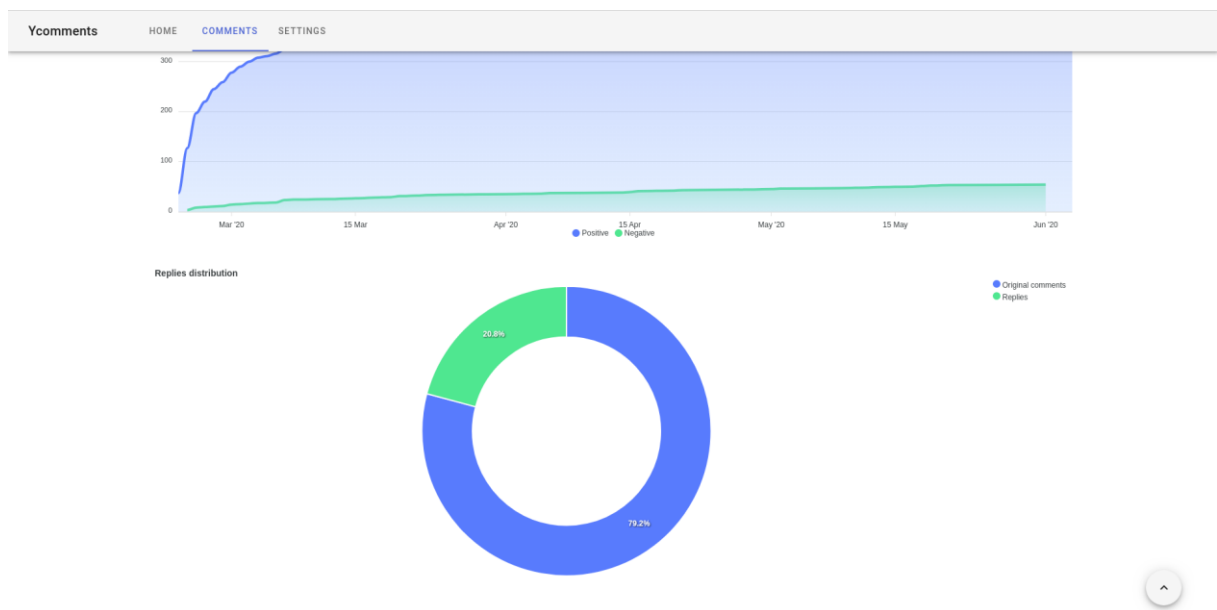 Ycomments HOME COMMENTS SETTINGS
300
200
100
0
Mar '20 15 Mar Apr '20 15 Apr May '20 15 May Jun '20
Positive Negative
Replies distribution
Original comments
Replies
20.8%
79.2%